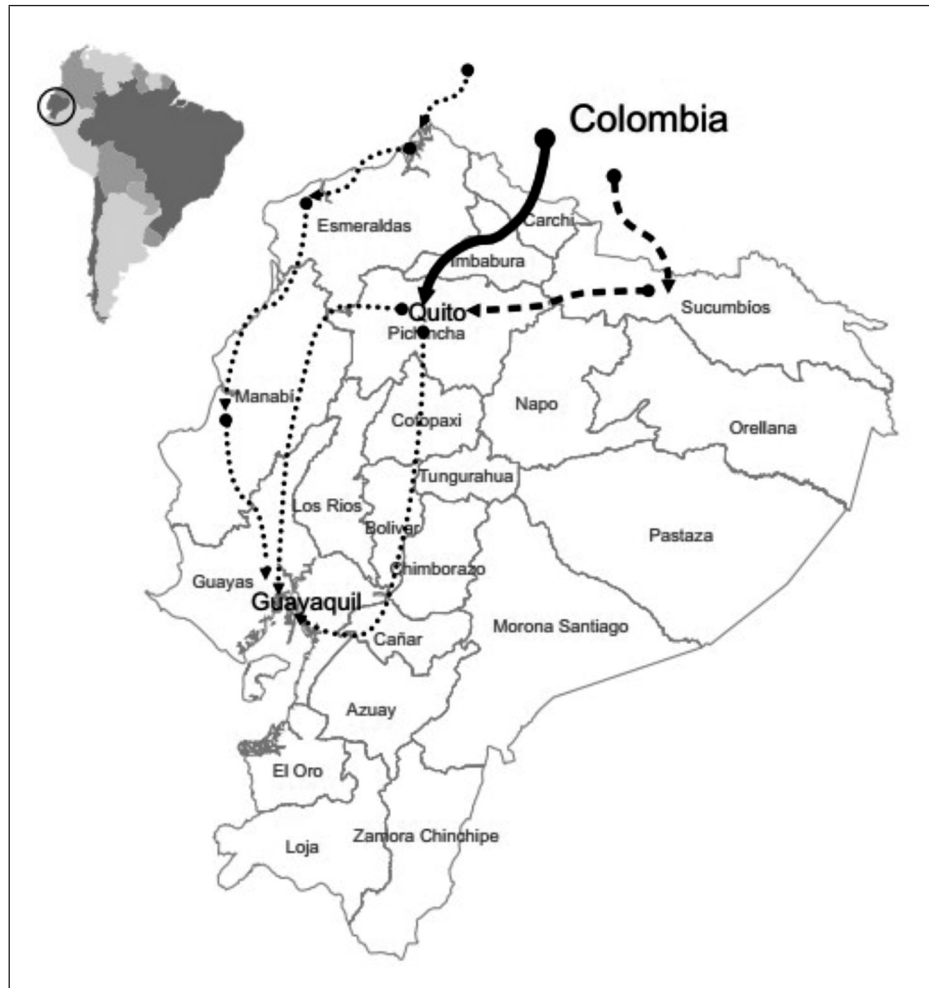 Colombia
Carchi
Esmeraldas
Imbabura
Quito
Sucumbios
Pichincha
Manabí
Napo
Cotopaxi
Orellana
Tungurahua
Los Rios
Bolivar
Pastaza
Chimborazo
Guayas
Guayaquil
Morona Santiago
Cañar
Azuay
El Oro
Zamora Chinchipe
Loja